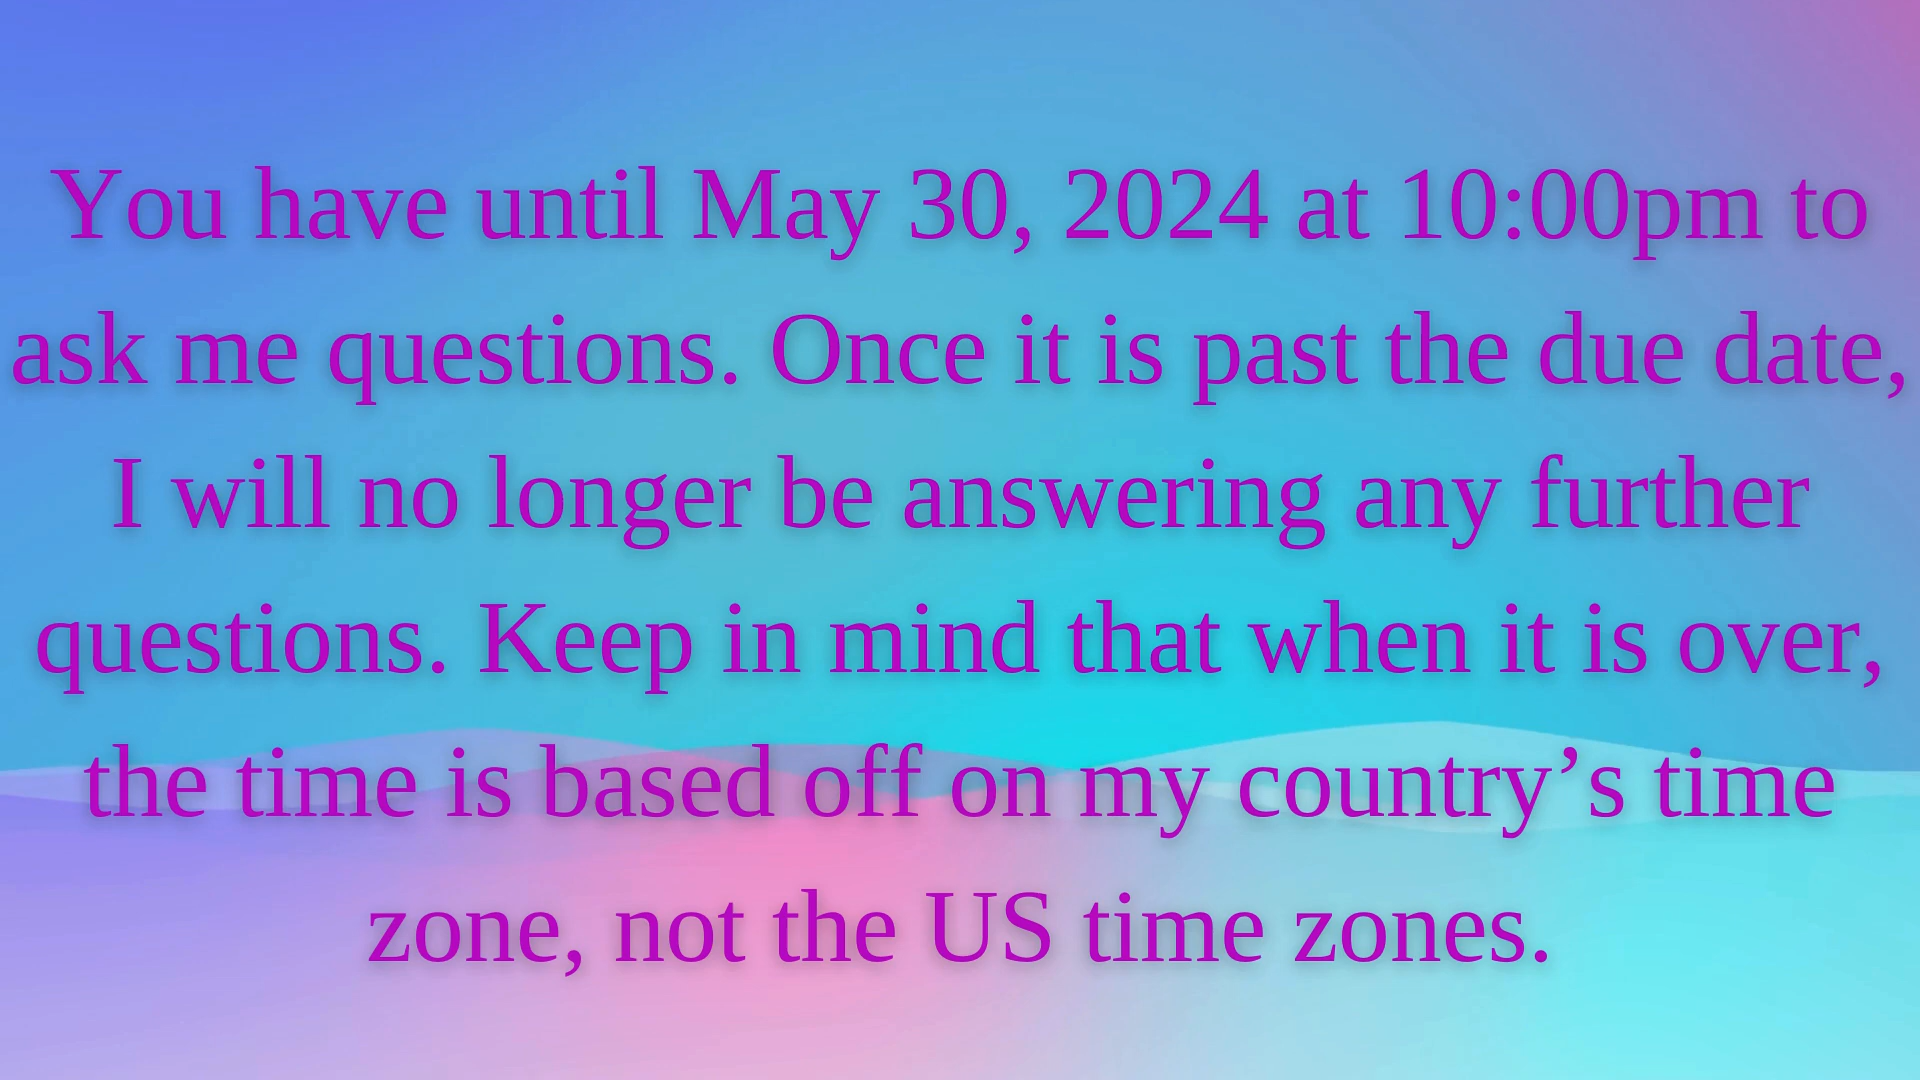 You have until May 30, 2024 at 10:00pm to
ask me questions. Once it is past the due date,
I will no longer be answering any further
questions. Keep in mind that when it is over,
the time is based off on my country’s time
zone, not the US time zones.